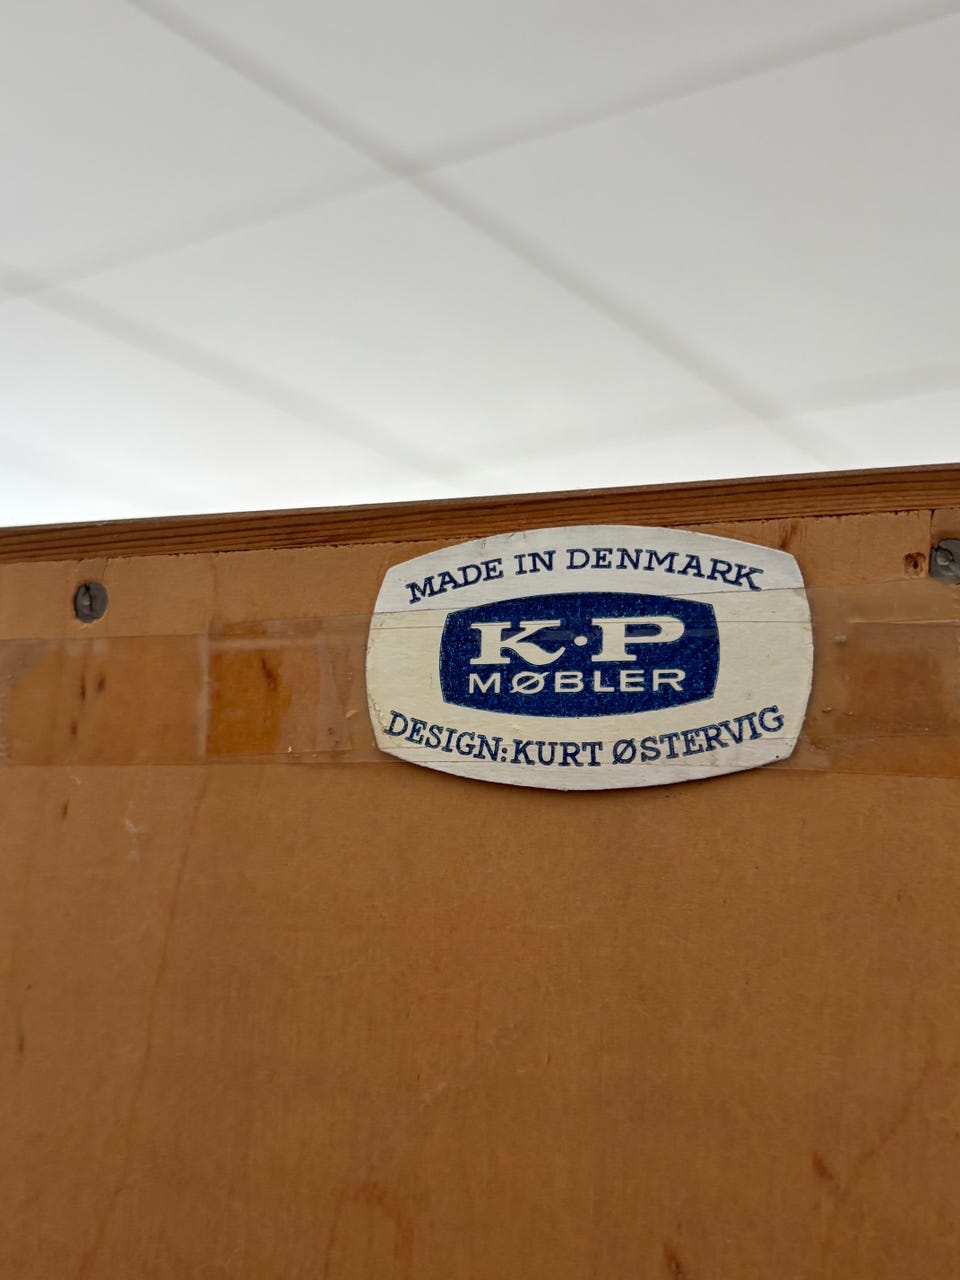 MADE IN DENMARK
K·P
MØBLER
DESIGN: KURT ØSTERVIG